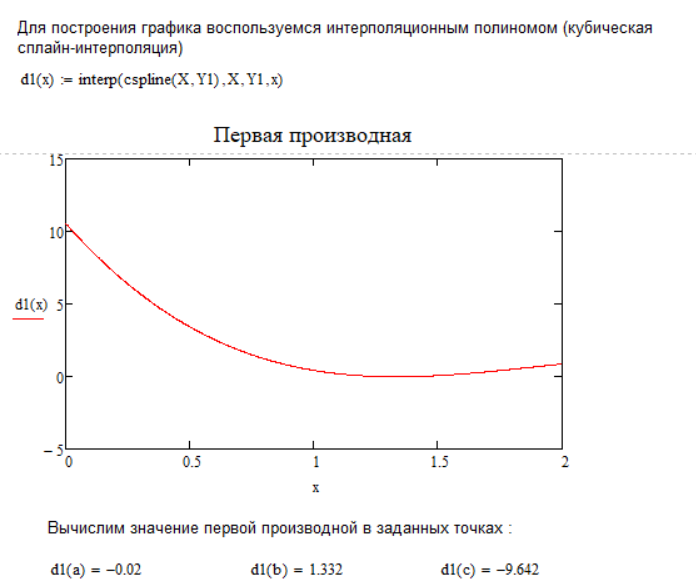 Для построения графика воспользуемся интерполяционным полиномом (кубическая
сплайн-интерполяция)
d1(x) := interp(cspline(X,Y1),X,Y1,x)
Первая производная
15
10
d1(x) 5
0
− 5
0 0.5 1 1.5 2
x
Вычислим значение первой производной в заданных точках :
d1(a) = −0.02 d1(b) = 1.332 d1(c) = −9.642